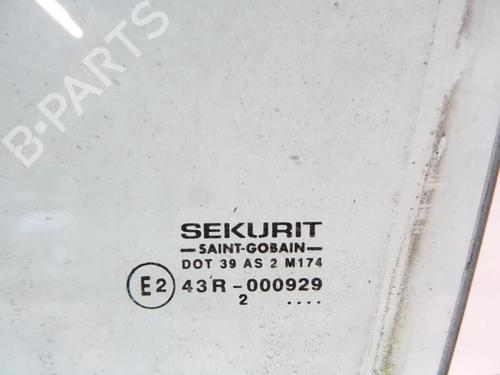 B-PARTS
SEKURIT
SAINT-GOBAIN
DOT 39 AS 2 M174
E2 43R-000929
2 ....